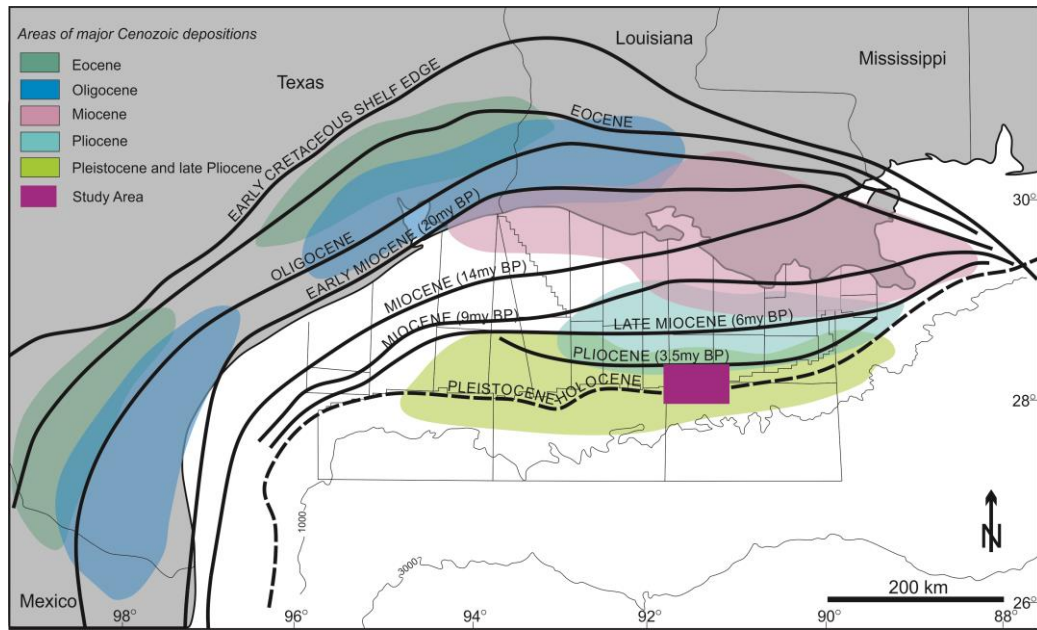 Areas of major Cenozoic depositions
Eocene
Oligocene
Miocene
Pliocene
Pleistocene and late Pliocene
Study Area
Texas
Louisiana
Mississippi
EARLY CRETACEOUS SHELF EDGE
EOCENE
OLIGOCENE
EARLY MIOCENE (20my BP)
MIOCENE (14my BP)
MIOCENE (9my BP)
LATE MIOCENE (6my BP)
PLIOCENE (3.5my BP)
PLEISTOCENE-HOLOCENE
1000
3000
30°
28°
26°
N
200 km
Mexico
98°
96°
94°
92°
90°
88°